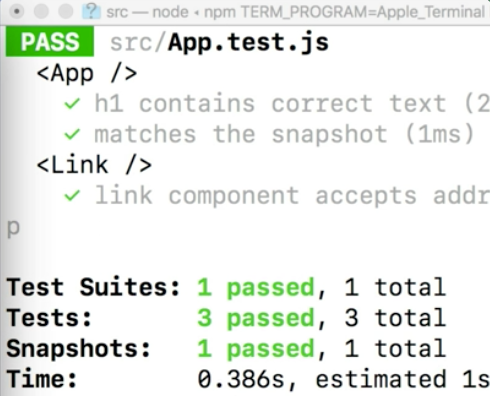 src — node ◂ npm TERM_PROGRAM=Apple_Terminal
PASS src/App.test.js
<App />
✓ h1 contains correct text (2
✓ matches the snapshot (1ms)
<Link />
✓ link component accepts addr
p
Test Suites: 1 passed, 1 total
Tests: 3 passed, 3 total
Snapshots: 1 passed, 1 total
Time: 0.386s, estimated 1s